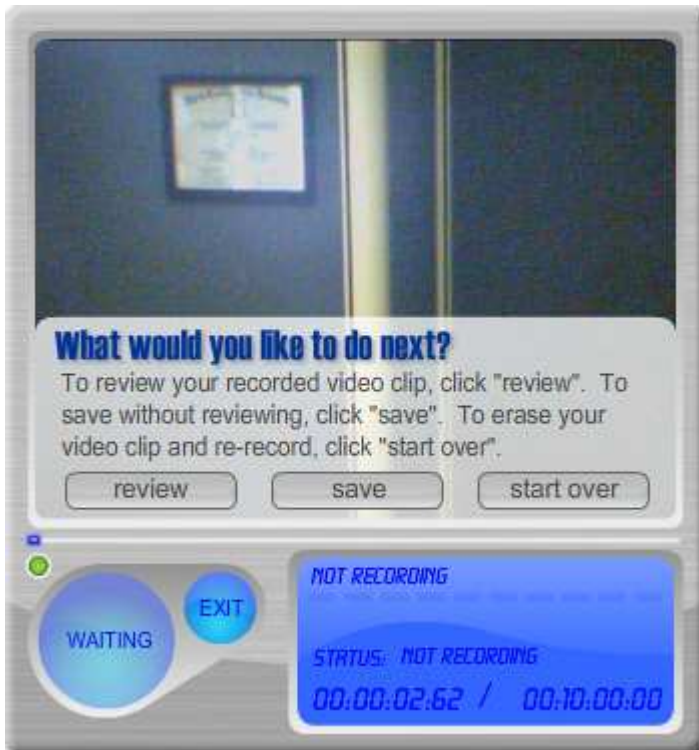 What would you like to do next?
To review your recorded video clip, click "review".  To
save without reviewing, click "save".  To erase your
video clip and re-record, click "start over".
review save start over
WAITING
EXIT
NOT RECORDING
STATUS: NOT RECORDING
00:00:02:62 / 00:10:00:00